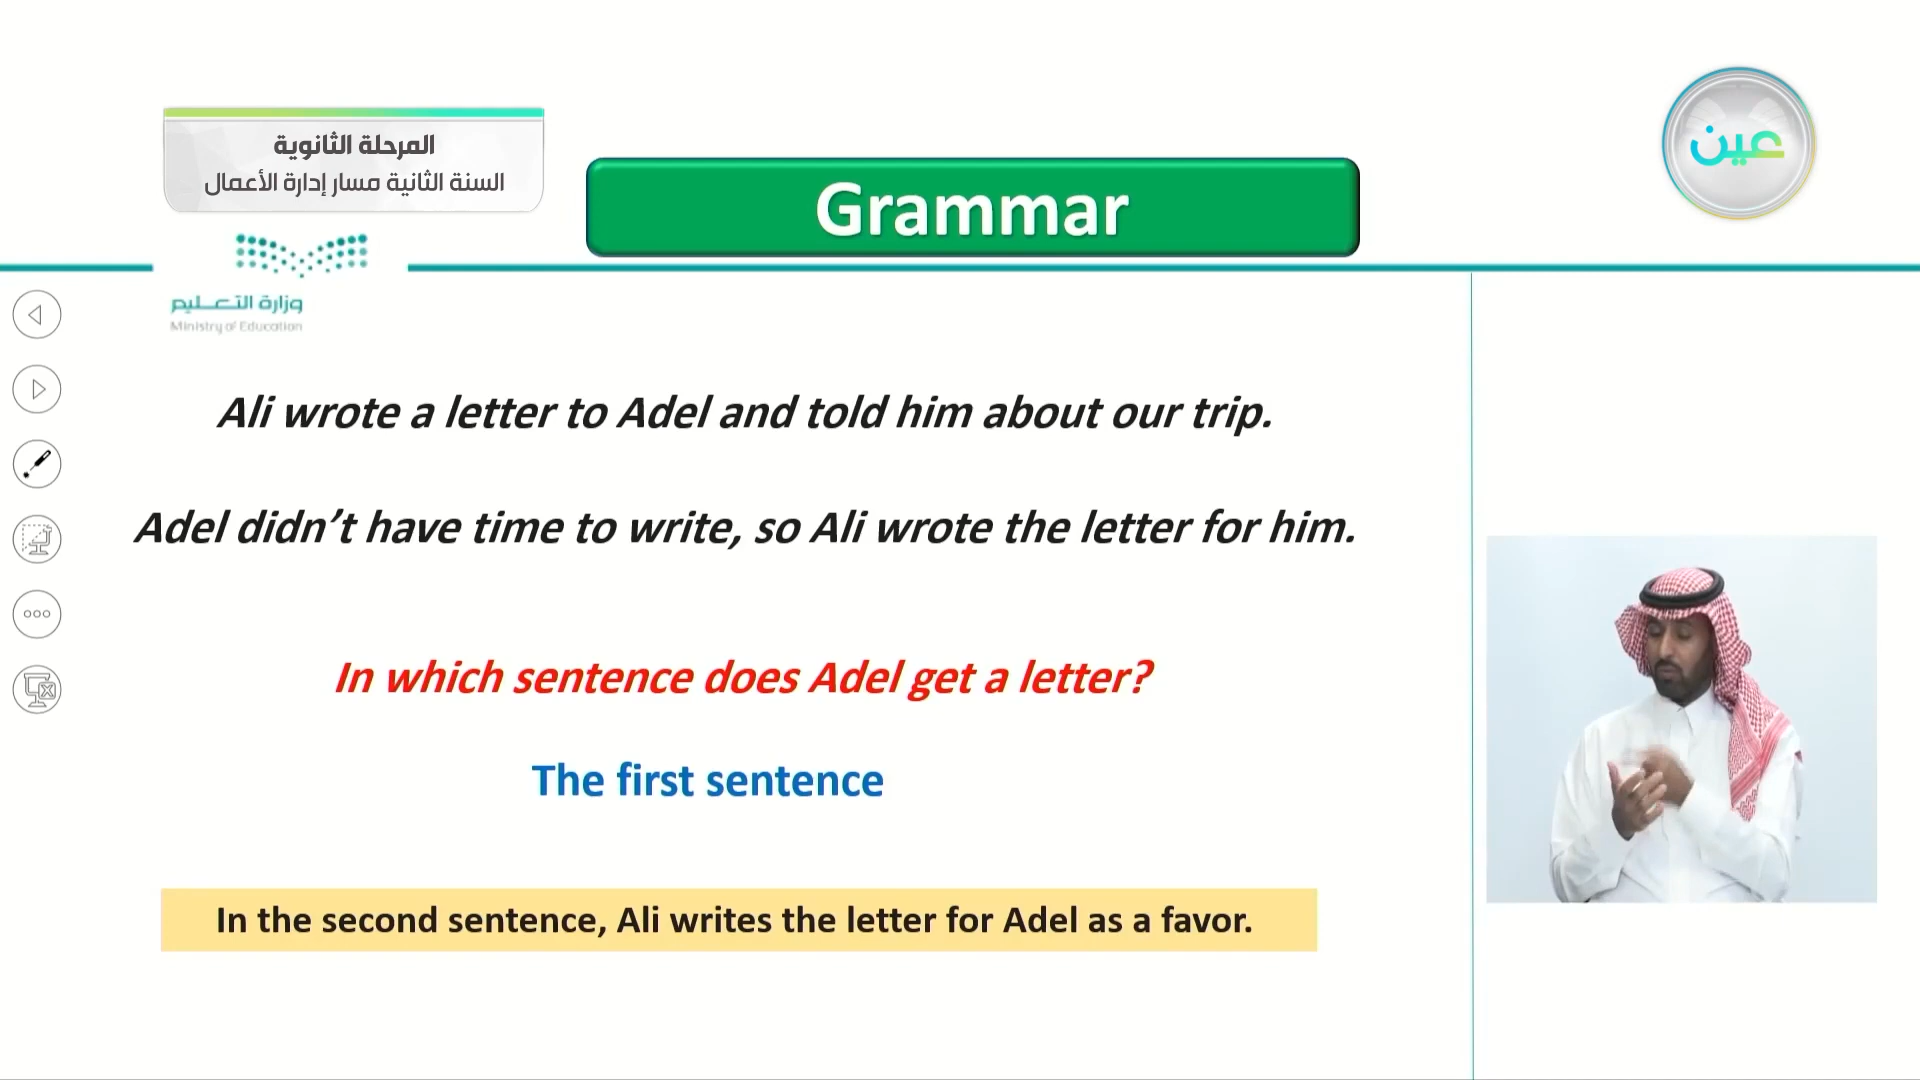 المرحلة الثانوية
السنة الثانية مسار إدارة الأعمال
عين
Grammar
وزارة التعليم
Ministry of Education
Ali wrote a letter to Adel and told him about our trip.
Adel didn’t have time to write, so Ali wrote the letter for him.
In which sentence does Adel get a letter?
The first sentence
In the second sentence, Ali writes the letter for Adel as a favor.